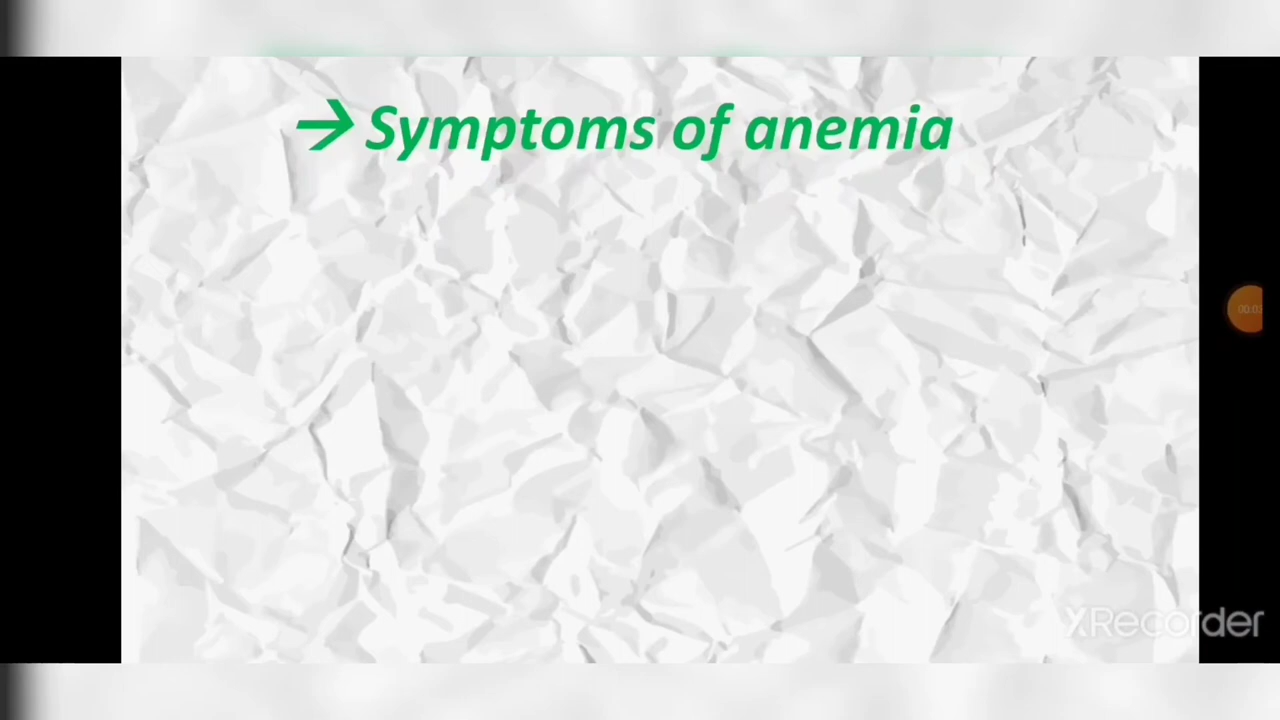 → Symptoms of anemia
XRecorder